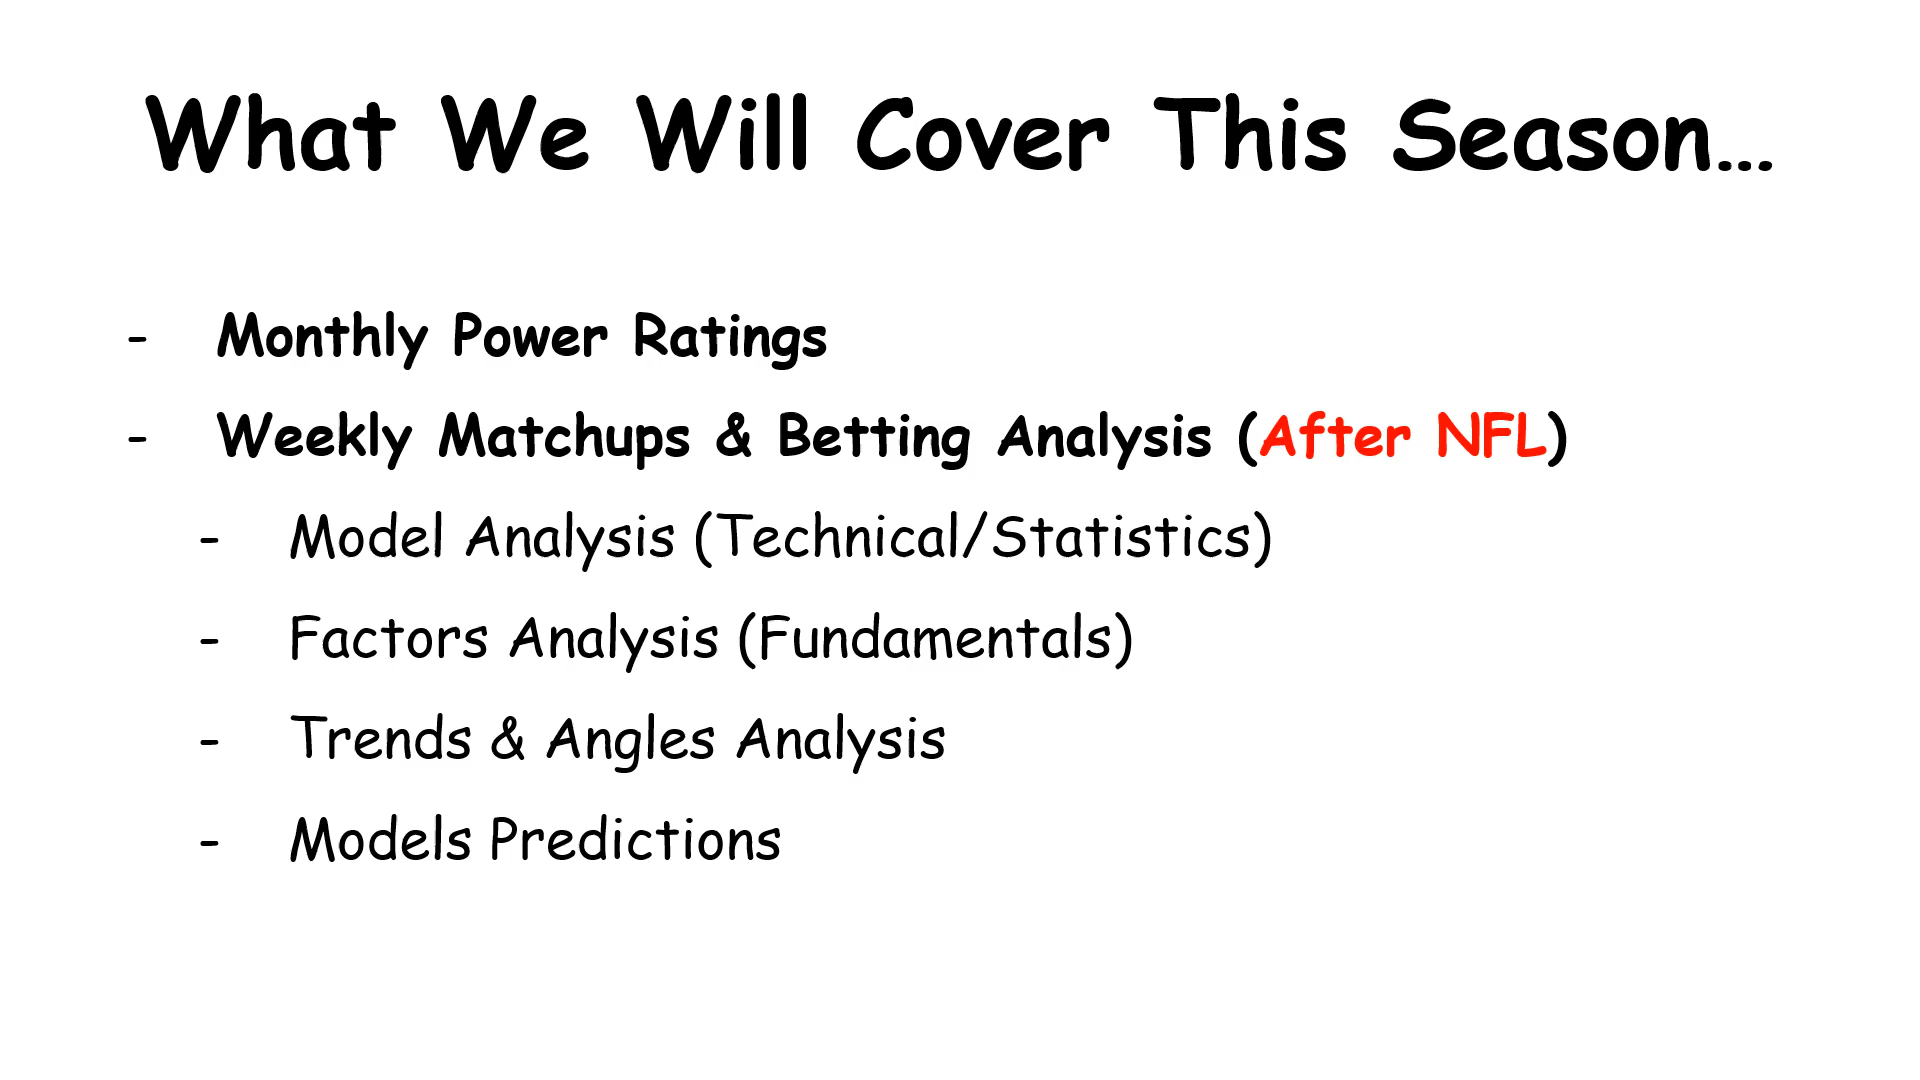 What We Will Cover This Season...
- Monthly Power Ratings
- Weekly Matchups & Betting Analysis (After NFL)
- Model Analysis (Technical/Statistics)
- Factors Analysis (Fundamentals)
- Trends & Angles Analysis
- Models Predictions